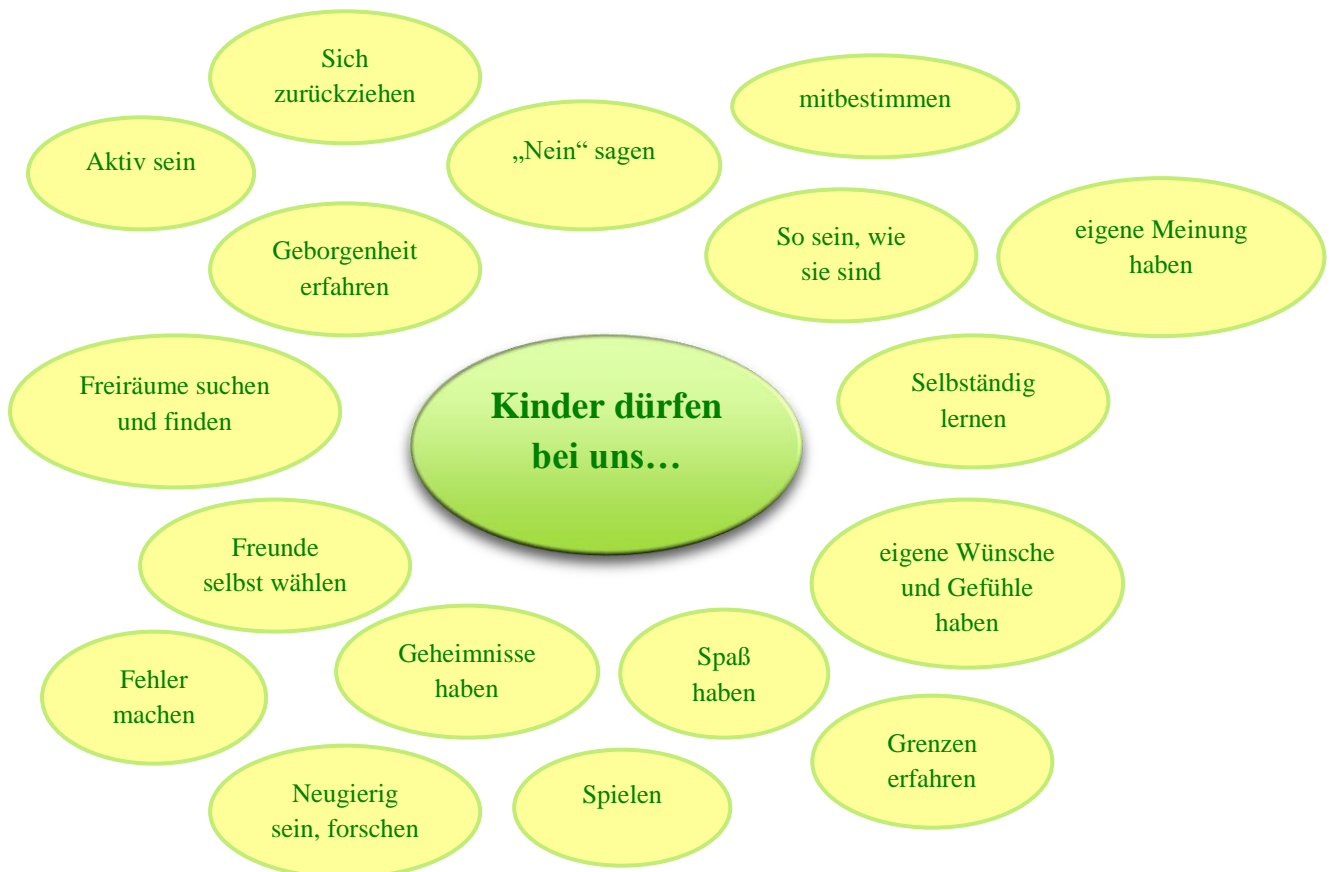 Sich
zurückziehen
mitbestimmen
„Nein“ sagen
Aktiv sein
Geborgenheit
erfahren
So sein, wie
sie sind
eigene Meinung
haben
Freiräume suchen
und finden
Kinder dürfen
bei uns…
Selbständig
lernen
Freunde
selbst wählen
eigene Wünsche
und Gefühle
haben
Geheimnisse
haben
Spaß
haben
Fehler
machen
Grenzen
erfahren
Neugierig
sein, forschen
Spielen